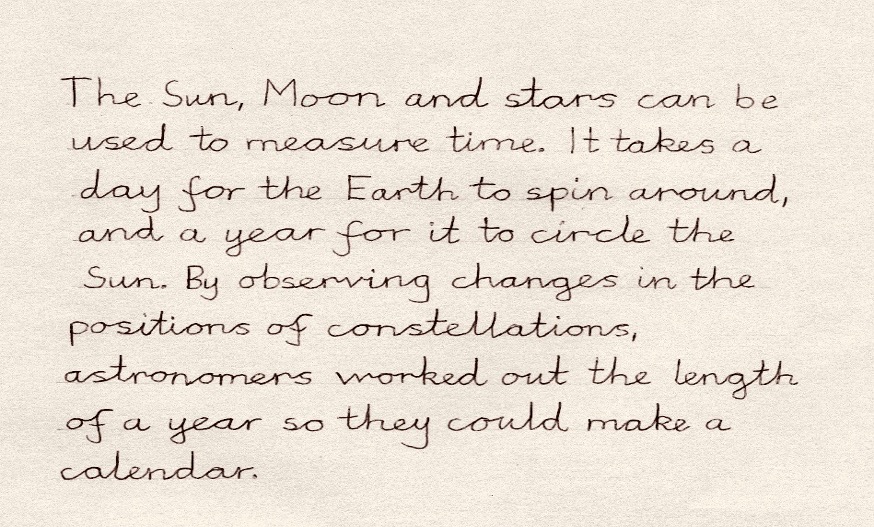 The Sun, Moon and stars can be
used to measure time. It takes a
day for the Earth to spin around,
and a year for it to circle the
Sun. By observing changes in the
positions of constellations,
astronomers worked out the length
of a year so they could make a
calendar.